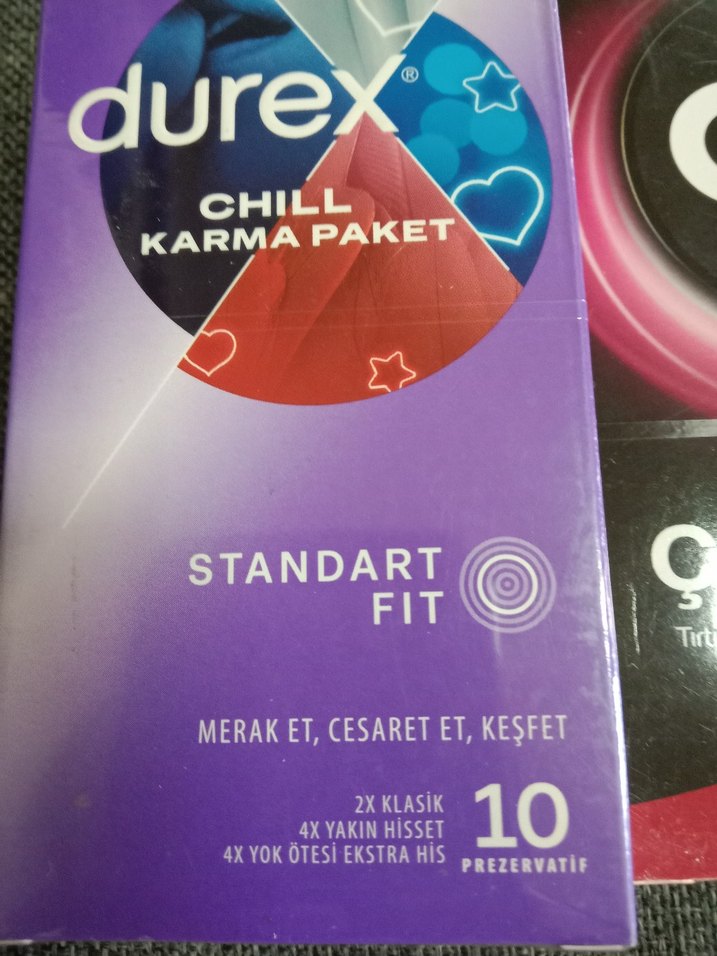 durex®
CHILL
KARMA PAKET
STANDART
FIT
MERAK ET, CESARET ET, KEŞFET
2X KLASİK
4X YAKIN HİSSET
4X YOK ÖTESİ EKSTRA HİS
10
PREZERVATİF